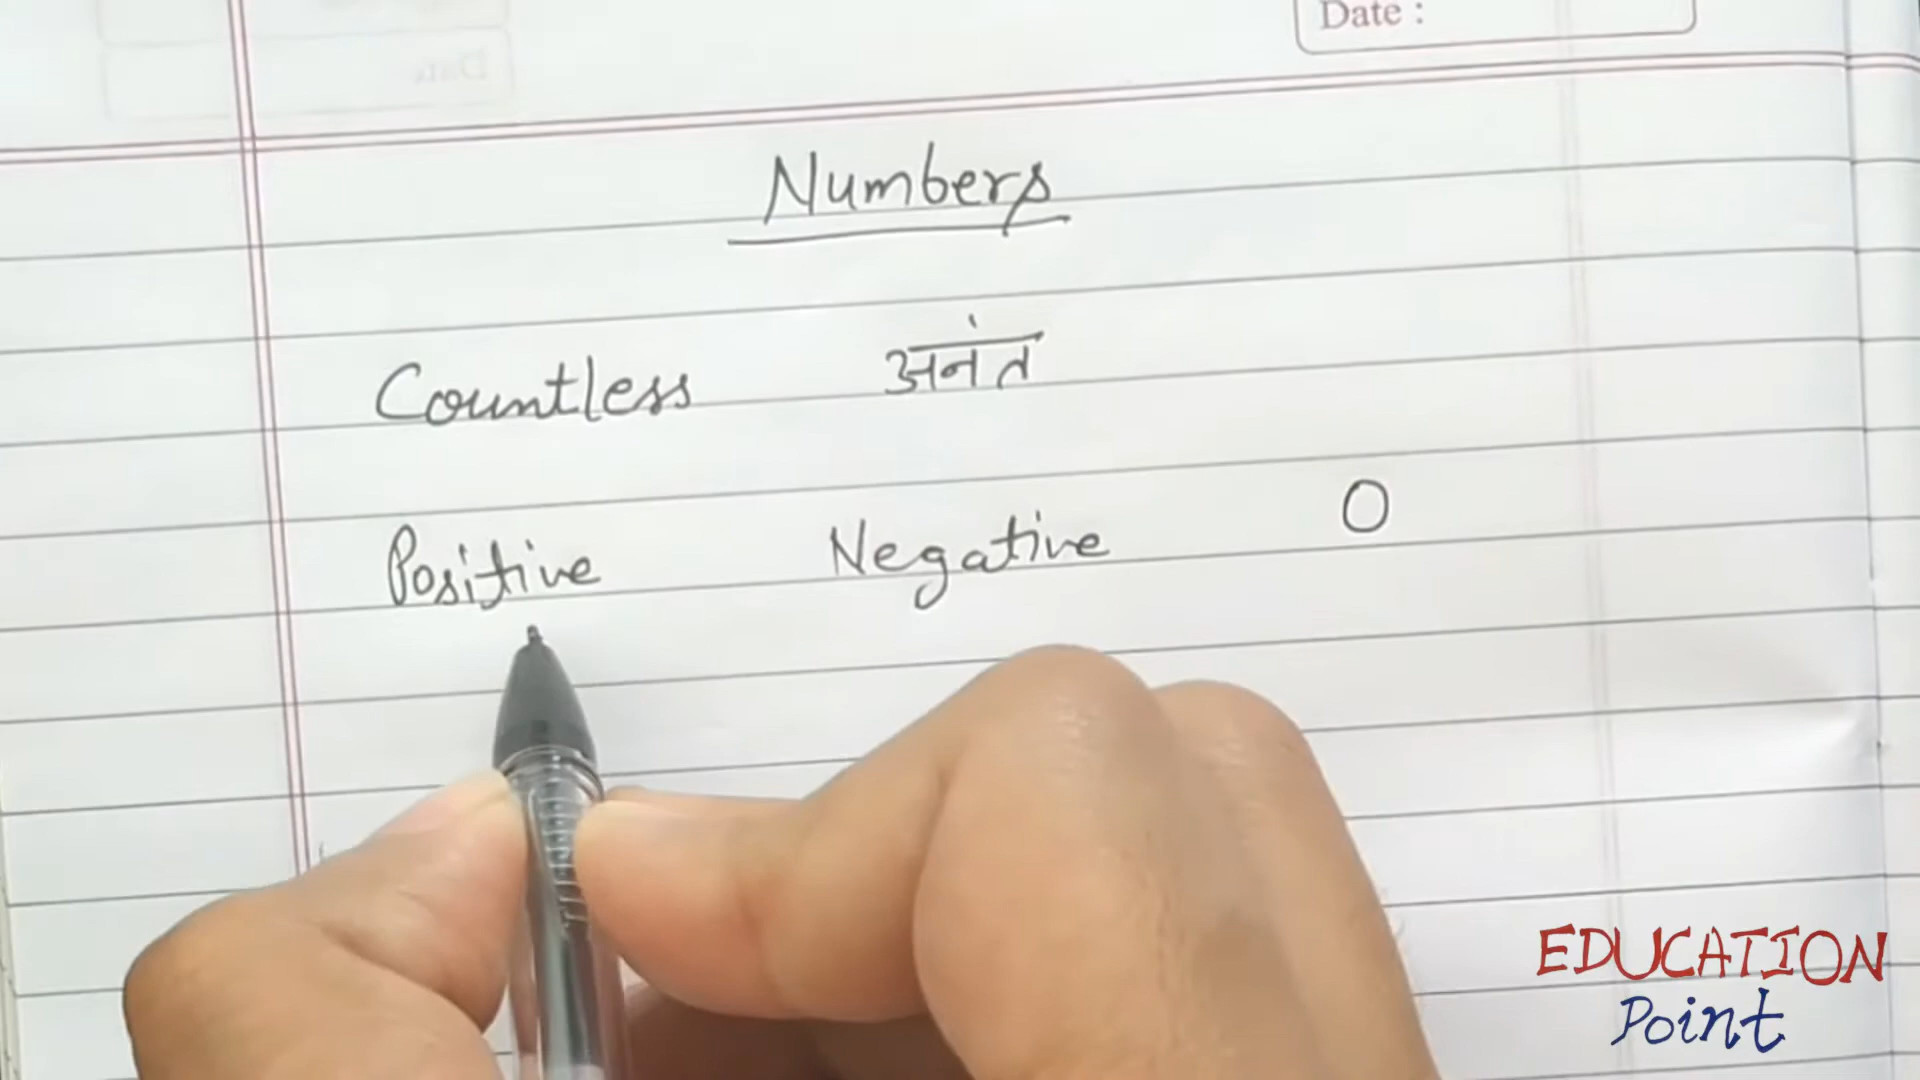 Date :
Numbers
Countless अनंत
Positive Negative 0
EDUCATION
Point